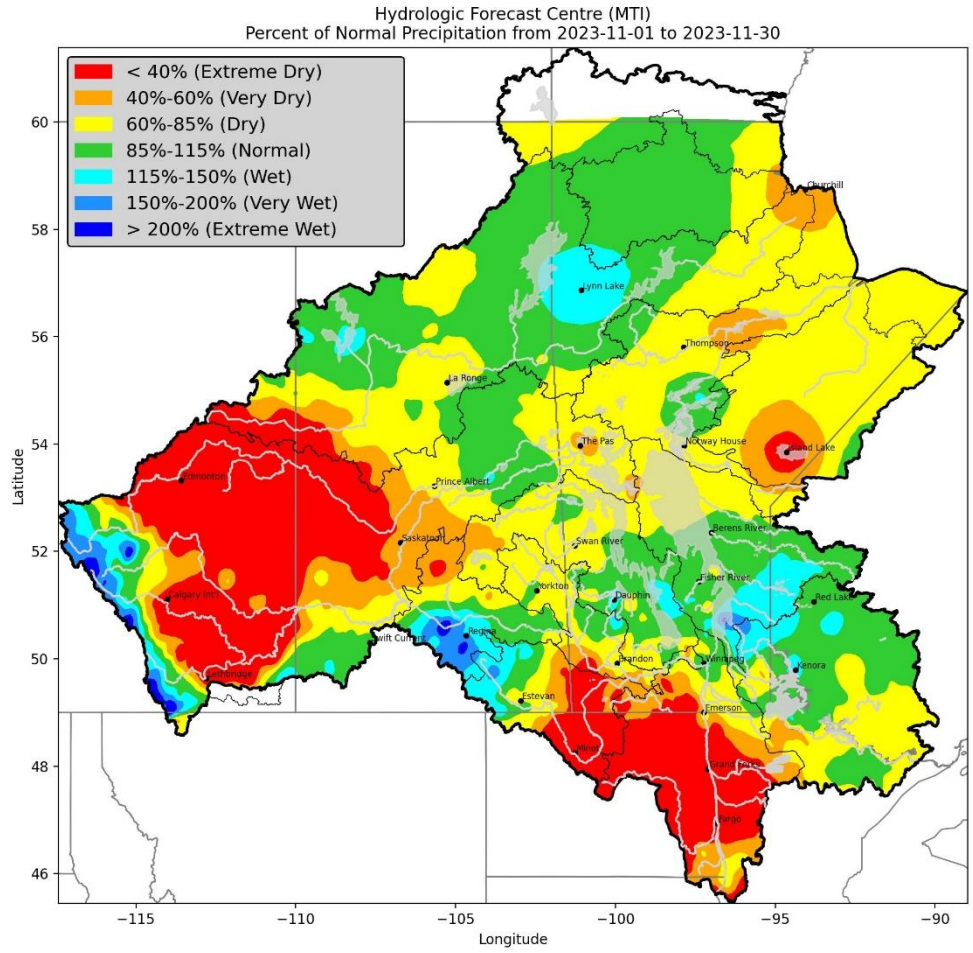 Hydrologic Forecast Centre (MTI)
Percent of Normal Precipitation from 2023-11-01 to 2023-11-30
< 40% (Extreme Dry)
40%-60% (Very Dry)
60%-85% (Dry)
85%-115% (Normal)
115%-150% (Wet)
150%-200% (Very Wet)
> 200% (Extreme Wet)
60
58
56
54
52
50
48
46
Latitude
Churchill
Lynn Lake
Thompson
La Ronge
The Pas
Norway House
Island Lake
Edmonton
Prince Albert
Saskatoon
Swan River
Berens River
Calgary Int'l
Yorkton
Dauphin
Fisher River
Red Lake
Swift Current
Regina
Brandon
Winnipeg
Kenora
Lethbridge
Estevan
Emerson
Minot
Grand Forks
Fargo
−115
−110
−105
−100
−95
−90
Longitude